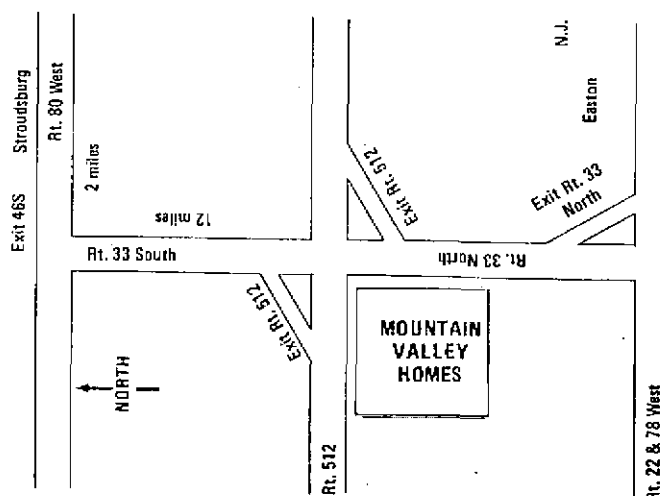 Exit 46S
Stroudsburg
Rt. 80 West
2 miles
12 miles
Rt. 33 South
Exit Rt. 512
NORTH
Rt. 512
Exit Rt. 512
N.J.
Easton
Exit Rt. 33
North
Rt. 33 North
MOUNTAIN
VALLEY
HOMES
Rt. 22 & 78 West